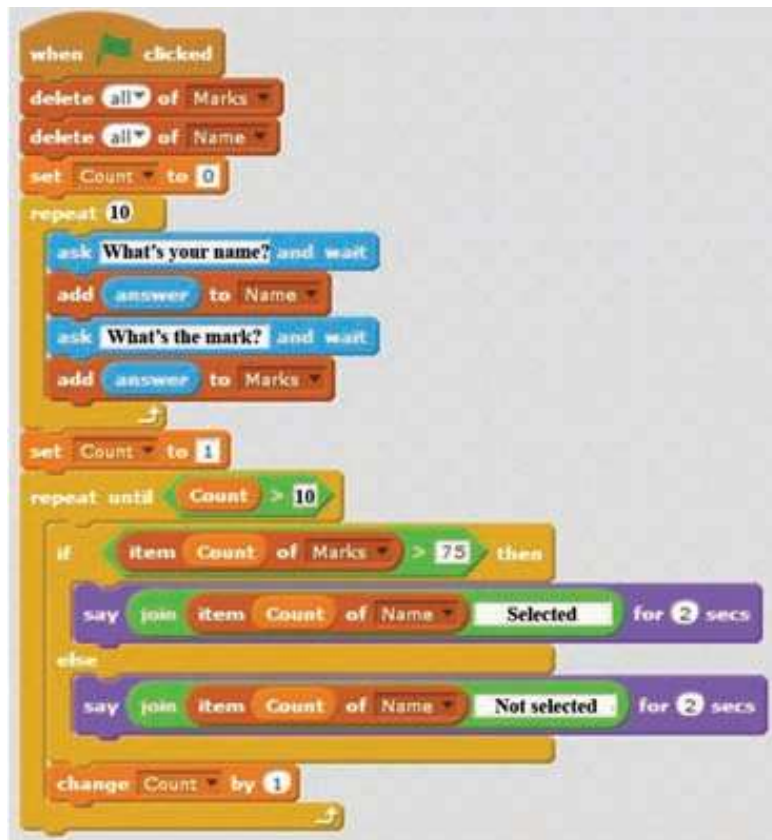 when clicked
delete all of Marks
delete all of Name
set Count to 0
repeat 10
ask What's your name? and wait
add answer to Name
ask What's the mark? and wait
add answer to Marks
set Count to 1
repeat until Count > 10
if item Count of Marks > 75 then
say join item Count of Name Selected for 2 secs
else
say join item Count of Name Not selected for 2 secs
change Count by 1